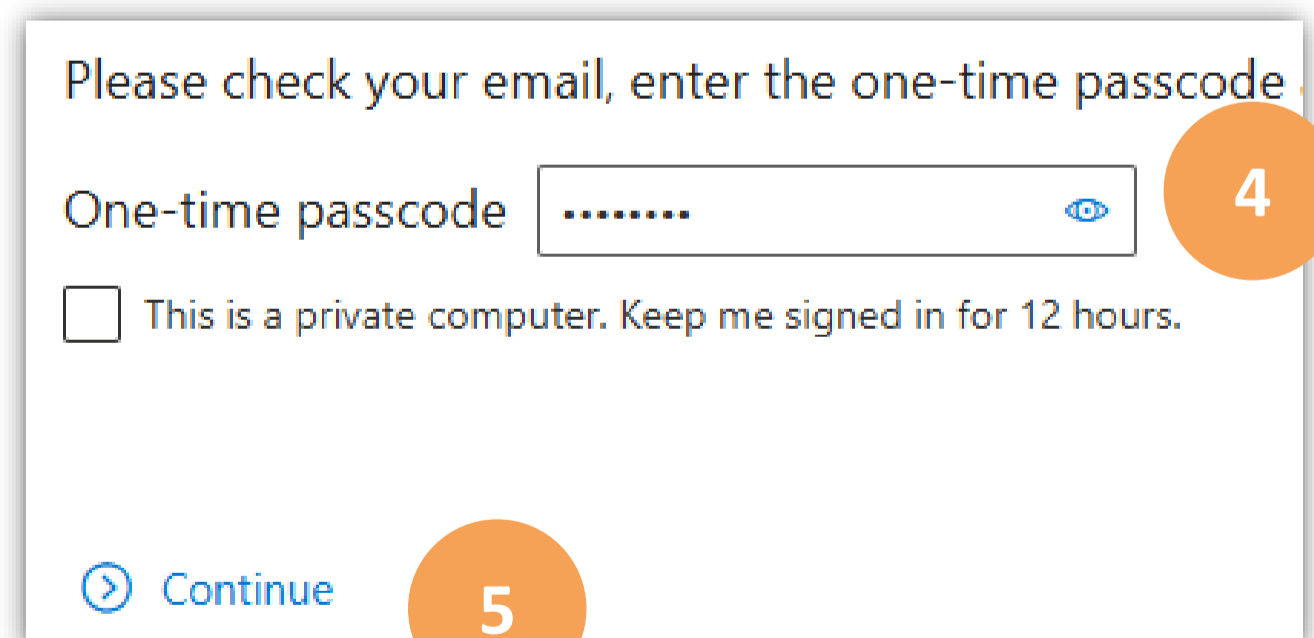 Please check your email, enter the one-time passcode
4
One-time passcode ••••••••
This is a private computer. Keep me signed in for 12 hours.
Continue
5